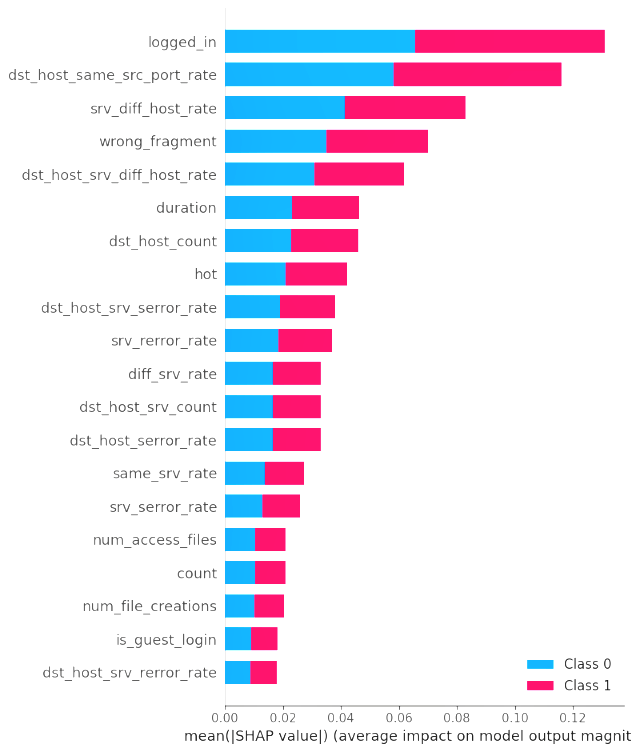 logged_in
dst_host_same_src_port_rate
srv_diff_host_rate
wrong_fragment
dst_host_srv_diff_host_rate
duration
dst_host_count
hot
dst_host_srv_serror_rate
srv_rerror_rate
diff_srv_rate
dst_host_srv_count
dst_host_serror_rate
same_srv_rate
srv_serror_rate
num_access_files
count
num_file_creations
is_guest_login
dst_host_srv_rerror_rate
Class 0
Class 1
0.00 0.02 0.04 0.06 0.08 0.10 0.12
mean(|SHAP value|) (average impact on model output magnit